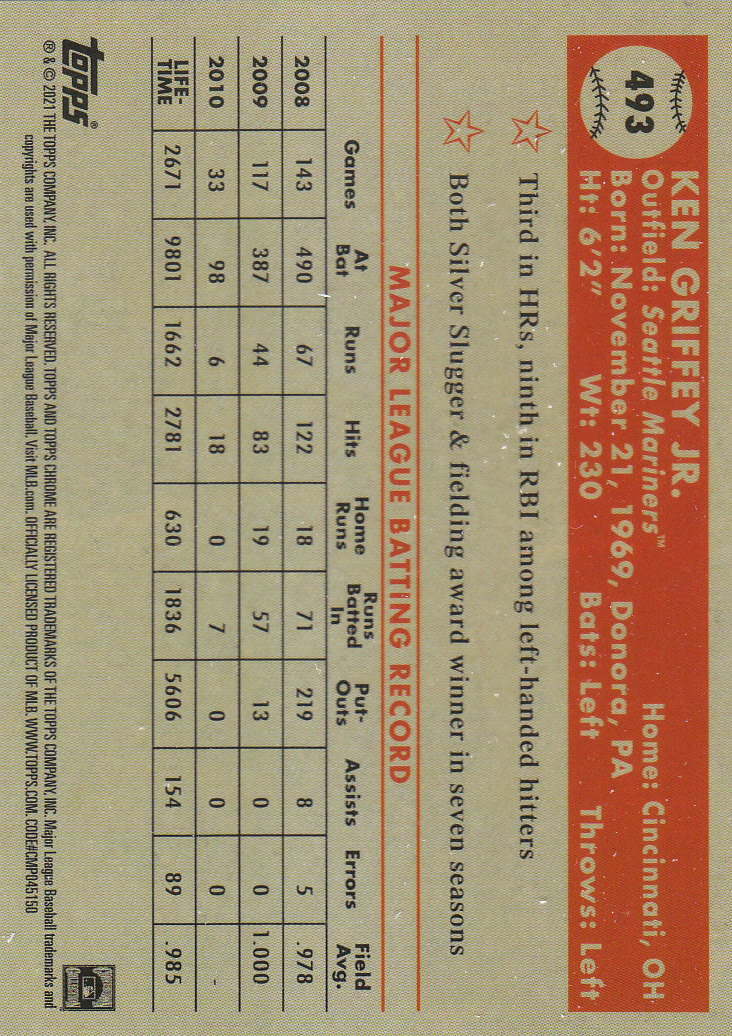 493
KEN GRIFFEY JR.
Outfield: Seattle Mariners™ Home: Cincinnati, OH
Born: November 21, 1969, Donora, PA
Ht: 6'2" Wt: 230 Bats: Left Throws: Left
Third in HRs, ninth in RBI among left-handed hitters
Both Silver Slugger & fielding award winner in seven seasons
MAJOR LEAGUE BATTING RECORD
Games At Bat Runs Hits Home Runs Runs Batted In Put-Outs Assists Errors Field Avg.
2008 143 490 67 122 18 71 219 8 5 .978
2009 117 387 44 83 19 57 13 0 0 1.000
2010 33 98 6 18 0 7 0 0 0 -
LIFE-TIME 2671 9801 1662 2781 630 1836 5606 154 89 .985
topps®
® & © 2021 THE TOPPS COMPANY, INC. ALL RIGHTS RESERVED. TOPPS AND TOPPS CHROME ARE REGISTERED TRADEMARKS OF THE TOPPS COMPANY, INC. Major League Baseball trademarks and
copyrights are used with permission of Major League Baseball. Visit MLB.com. OFFICIALLY LICENSED PRODUCT OF MLB. WWW.TOPPS.COM. CODE#CMP045150